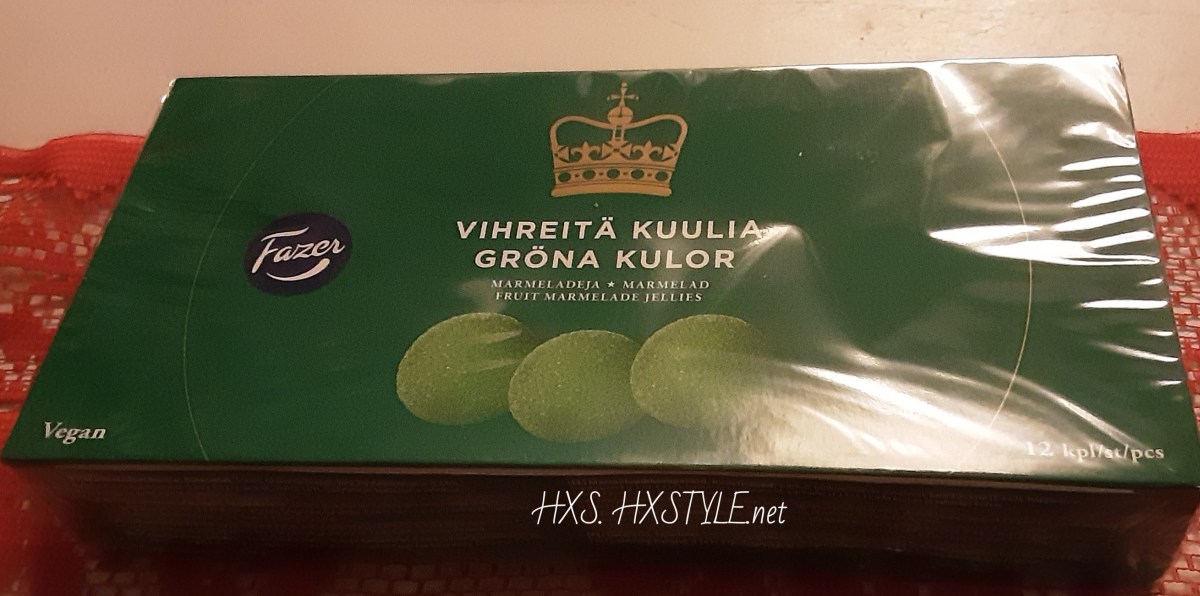 Fazer
VIHREITÄ KUULIA
GRÖNA KULOR
MARMELADEJA ★ MARMELAD
FRUIT MARMELADE JELLIES
Vegan
12 kpl/st/pcs
HXS. HXSTYLE.net